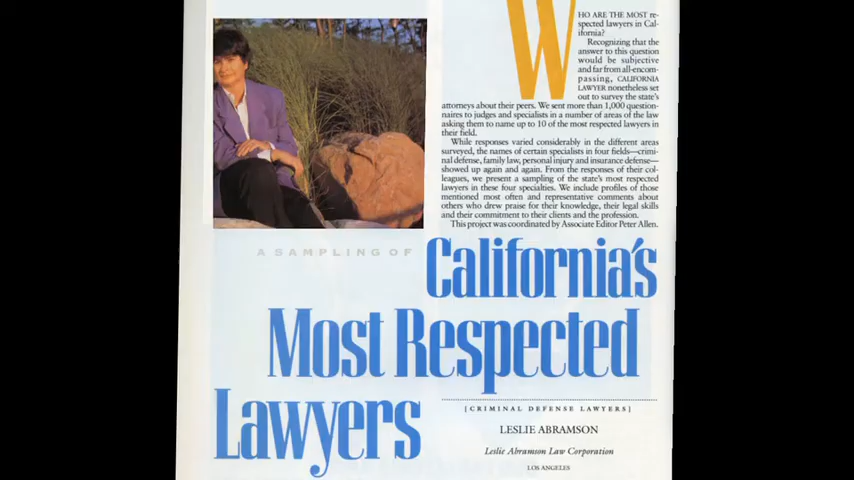 WHO ARE THE MOST re-
spected lawyers in Cal-
ifornia?
Recognizing that the
answer to this question
would be subjective
and far from all-encom-
passing, CALIFORNIA
LAWYER nonetheless set
out to survey the state's
attorneys about their peers. We sent more than 1,000 question-
naires to judges and specialists in a number of areas of the law
asking them to name up to 10 of the most respected lawyers in
their field.
While responses varied considerably in the different areas
surveyed, the names of certain specialists in four fields—crimi-
nal defense, family law, personal injury and insurance defense—
showed up again and again. From the responses of their col-
leagues, we present a sampling of the state's most respected
lawyers in these four specialties. We include profiles of those
mentioned most often and representative comments about
others who drew praise for their knowledge, their legal skills
and their commitment to their clients and the profession.
This project was coordinated by Associate Editor Peter Allen.
A SAMPLING OF
California's
Most Respected
Lawyers
[CRIMINAL DEFENSE LAWYERS]
LESLIE ABRAMSON
Leslie Abramson Law Corporation
LOS ANGELES